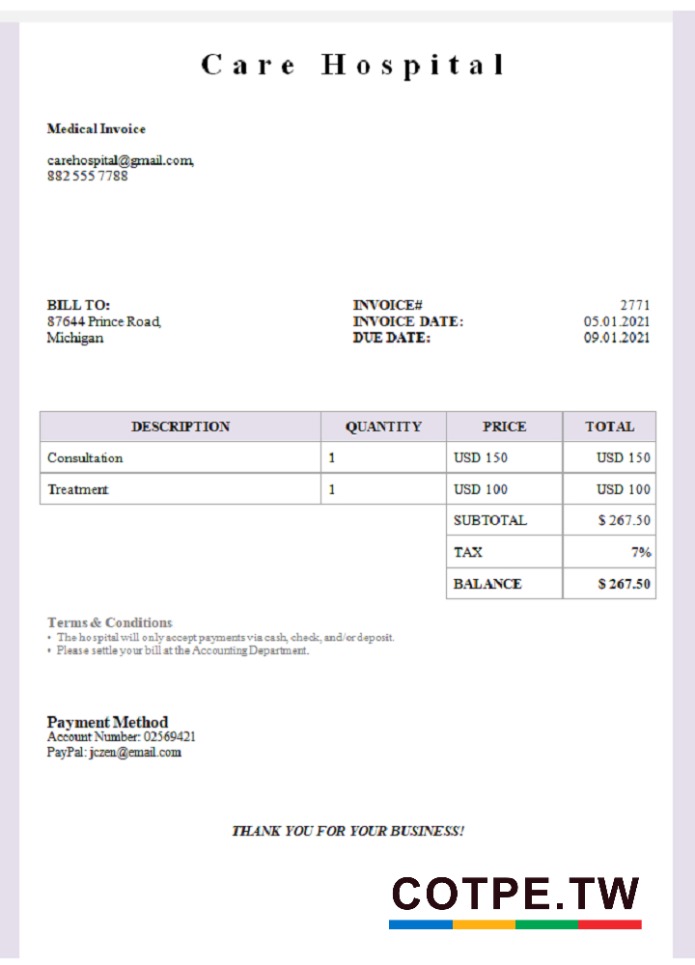 Care Hospital
Medical Invoice
carehospital@gmail.com,
882 555 7788
BILL TO:
87644 Prince Road,
Michigan
INVOICE# 2771
INVOICE DATE: 05.01.2021
DUE DATE: 09.01.2021
DESCRIPTION QUANTITY PRICE TOTAL
Consultation 1 USD 150 USD 150
Treatment 1 USD 100 USD 100
SUBTOTAL $ 267.50
TAX 7%
BALANCE $ 267.50
Terms & Conditions
• The hospital will only accept payments via cash, check, and/or deposit.
• Please settle your bill at the Accounting Department.
Payment Method
Account Number: 02569421
PayPal: jczen@email.com
THANK YOU FOR YOUR BUSINESS!
COTPE.TW